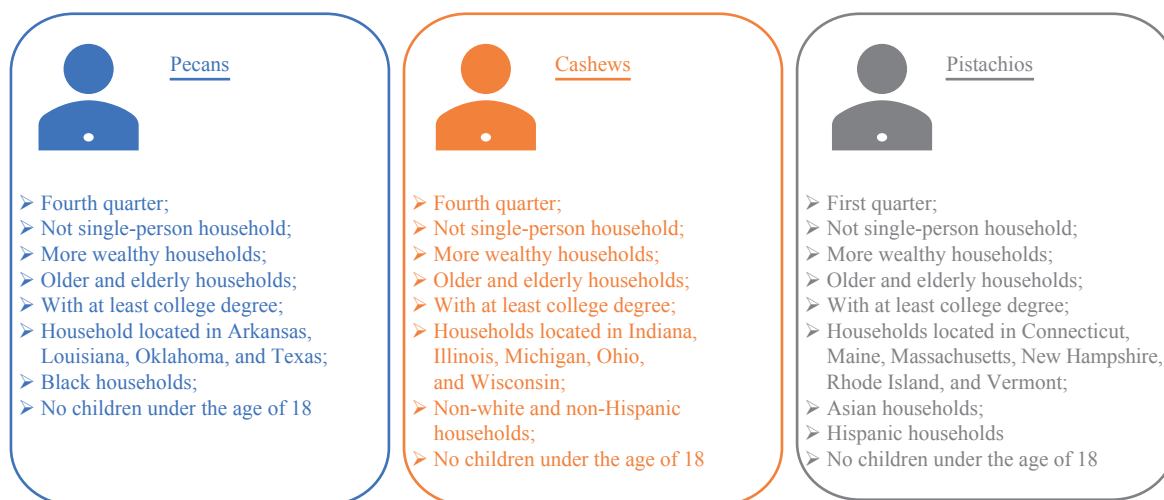 Pecans
➤ Fourth quarter;
➤ Not single-person household;
➤ More wealthy households;
➤ Older and elderly households;
➤ With at least college degree;
➤ Household located in Arkansas,
Louisiana, Oklahoma, and Texas;
➤ Black households;
➤ No children under the age of 18
Cashews
➤ Fourth quarter;
➤ Not single-person household;
➤ More wealthy households;
➤ Older and elderly households;
➤ With at least college degree;
➤ Households located in Indiana,
Illinois, Michigan, Ohio,
and Wisconsin;
➤ Non-white and non-Hispanic
households;
➤ No children under the age of 18
Pistachios
➤ First quarter;
➤ Not single-person household;
➤ More wealthy households;
➤ Older and elderly households;
➤ With at least college degree;
➤ Households located in Connecticut,
Maine, Massachusetts, New Hampshire,
Rhode Island, and Vermont;
➤ Asian households;
➤ Hispanic households
➤ No children under the age of 18